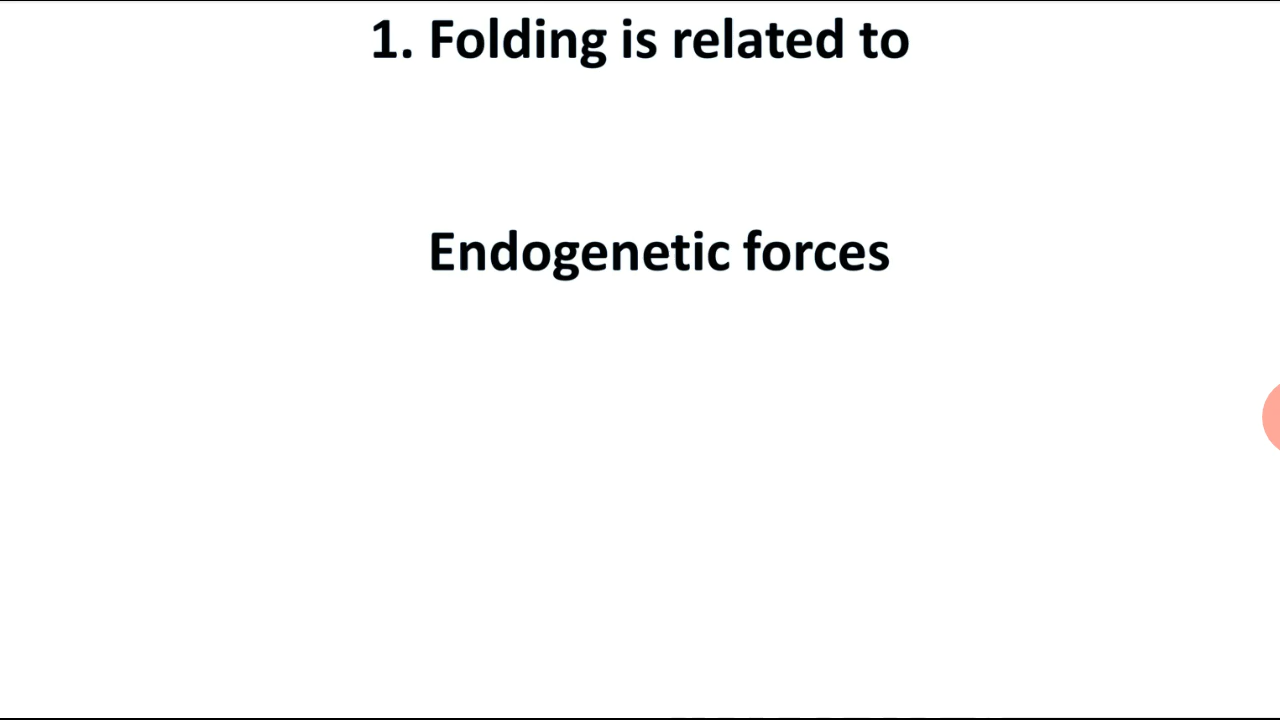 1. Folding is related to
Endogenetic forces